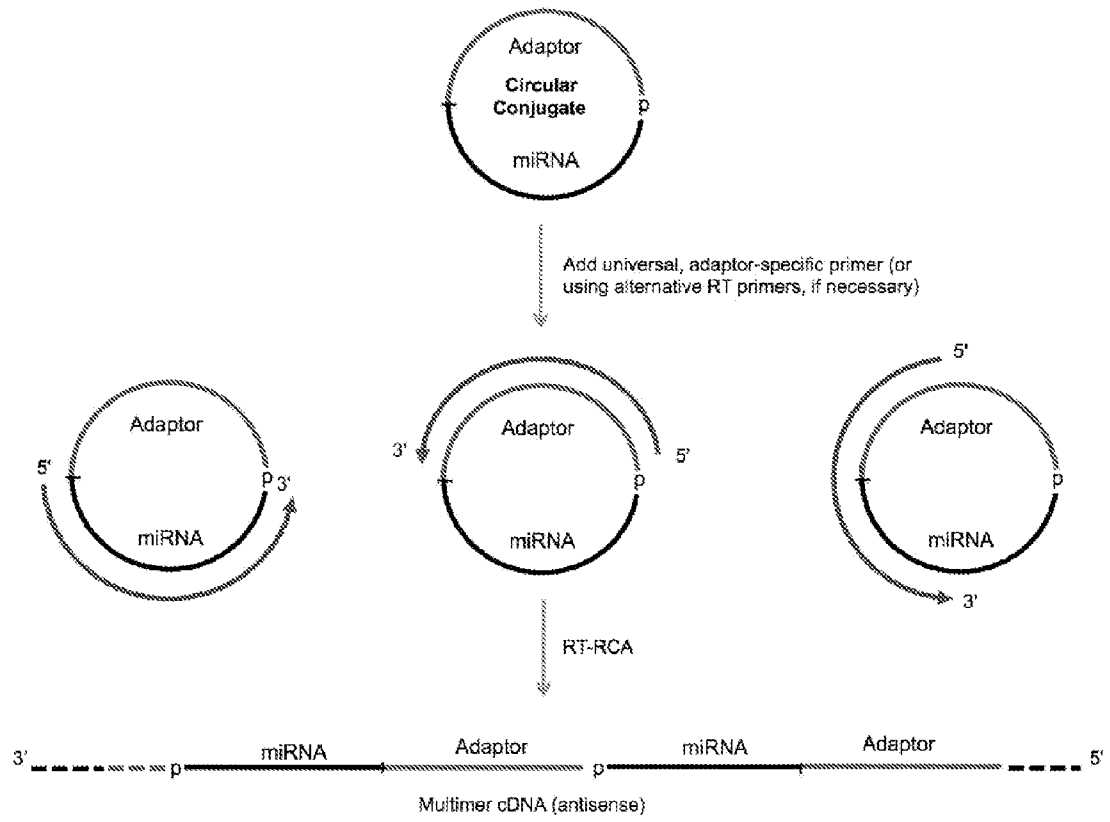 Adaptor
Circular
Conjugate
p
miRNA
Add universal, adaptor-specific primer (or
using alternative RT primers, if necessary)
5'
Adaptor
p
3'
miRNA
3'
Adaptor
5'
p
miRNA
5'
Adaptor
p
miRNA
3'
RT-RCA
3'
p
miRNA
Adaptor
p
miRNA
Adaptor
5'
Multimer cDNA (antisense)